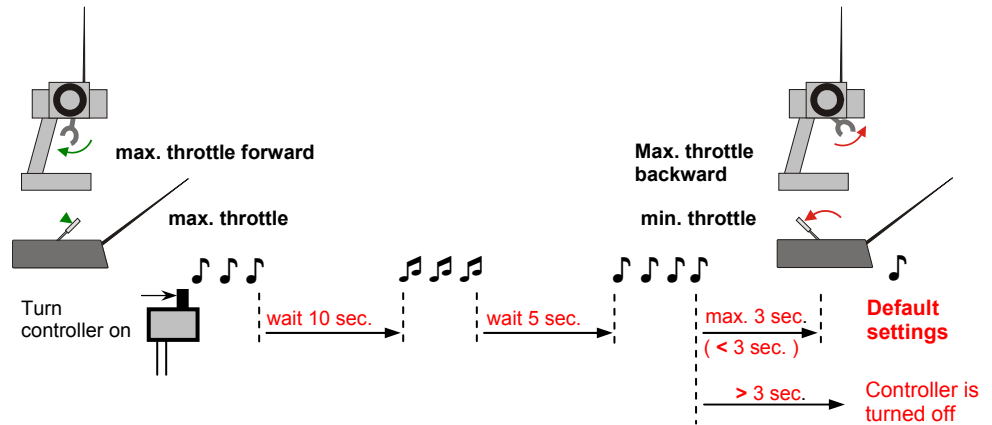 max. throttle forward
Max. throttle
backward
max. throttle
min. throttle
Turn
controller on
wait 10 sec.
wait 5 sec.
max. 3 sec.
( < 3 sec. )
Default
settings
> 3 sec.
Controller is
turned off